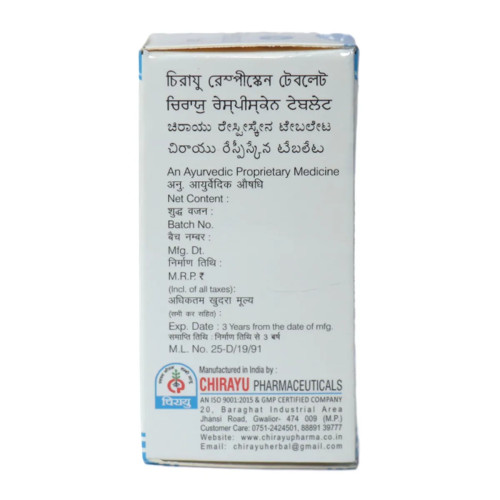 চিরায়ু রেস্পীস্কেন টেবলেট
ਚਿਰਾਯੁ ਰੇਸ੍ਪੀਸ੍ਕੇਨ ਟੇਬਲੇਟ
ಚಿರಾಯು ರೇಸ್ಪೀಸ್ಕೇನ ಟೇಬಲೇಟ
చిరాయు రేస్పీస్కేన టేబలేట
An Ayurvedic Proprietary Medicine
अनु. आयुर्वेदिक औषधि
Net Content :
शुद्ध वजन :
Batch No.
बैच नम्बर :
Mfg. Dt.
निर्माण तिथि :
M.R.P. ₹
(Incl. of all taxes):
अधिकतम खुदरा मूल्य
(सभी कर सहित) :
Exp. Date : 3 Years from the date of mfg.
समाप्ति तिथि : निर्माण तिथि से 3 बर्ष
M.L. No. 25-D/19/91
चिरायु
Manufactured in India by :
CHIRAYU PHARMACEUTICALS
AN ISO 9001:2015 & GMP CERTIFIED COMPANY
20, Baraghat Industrial Area
Jhansi Road, Gwalior- 474 009 (M.P.)
Customer Care: 0751-2424501, 88891 39777
Website: www.chirayupharma.co.in
Email: chirayuherbal@gmail.com